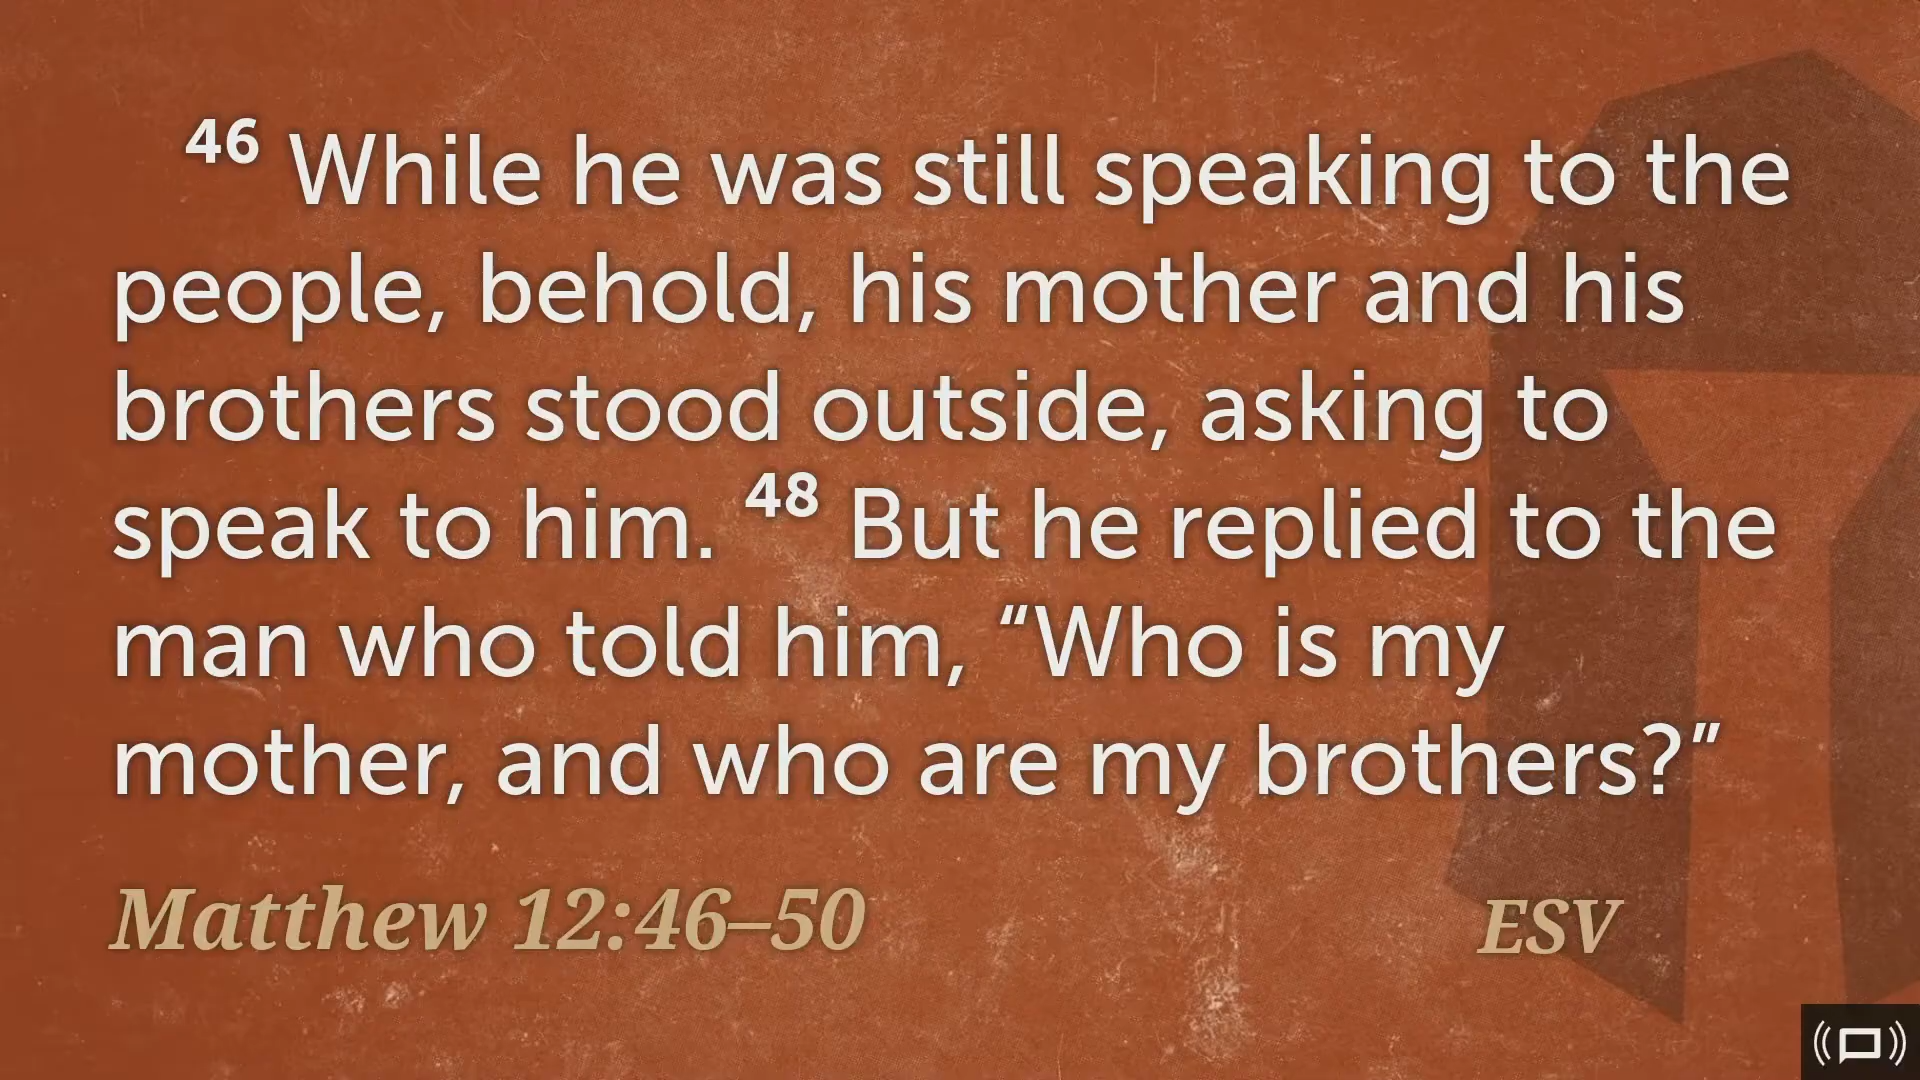 46 While he was still speaking to the
people, behold, his mother and his
brothers stood outside, asking to
speak to him. 48 But he replied to the
man who told him, “Who is my
mother, and who are my brothers?”
Matthew 12:46–50 ESV